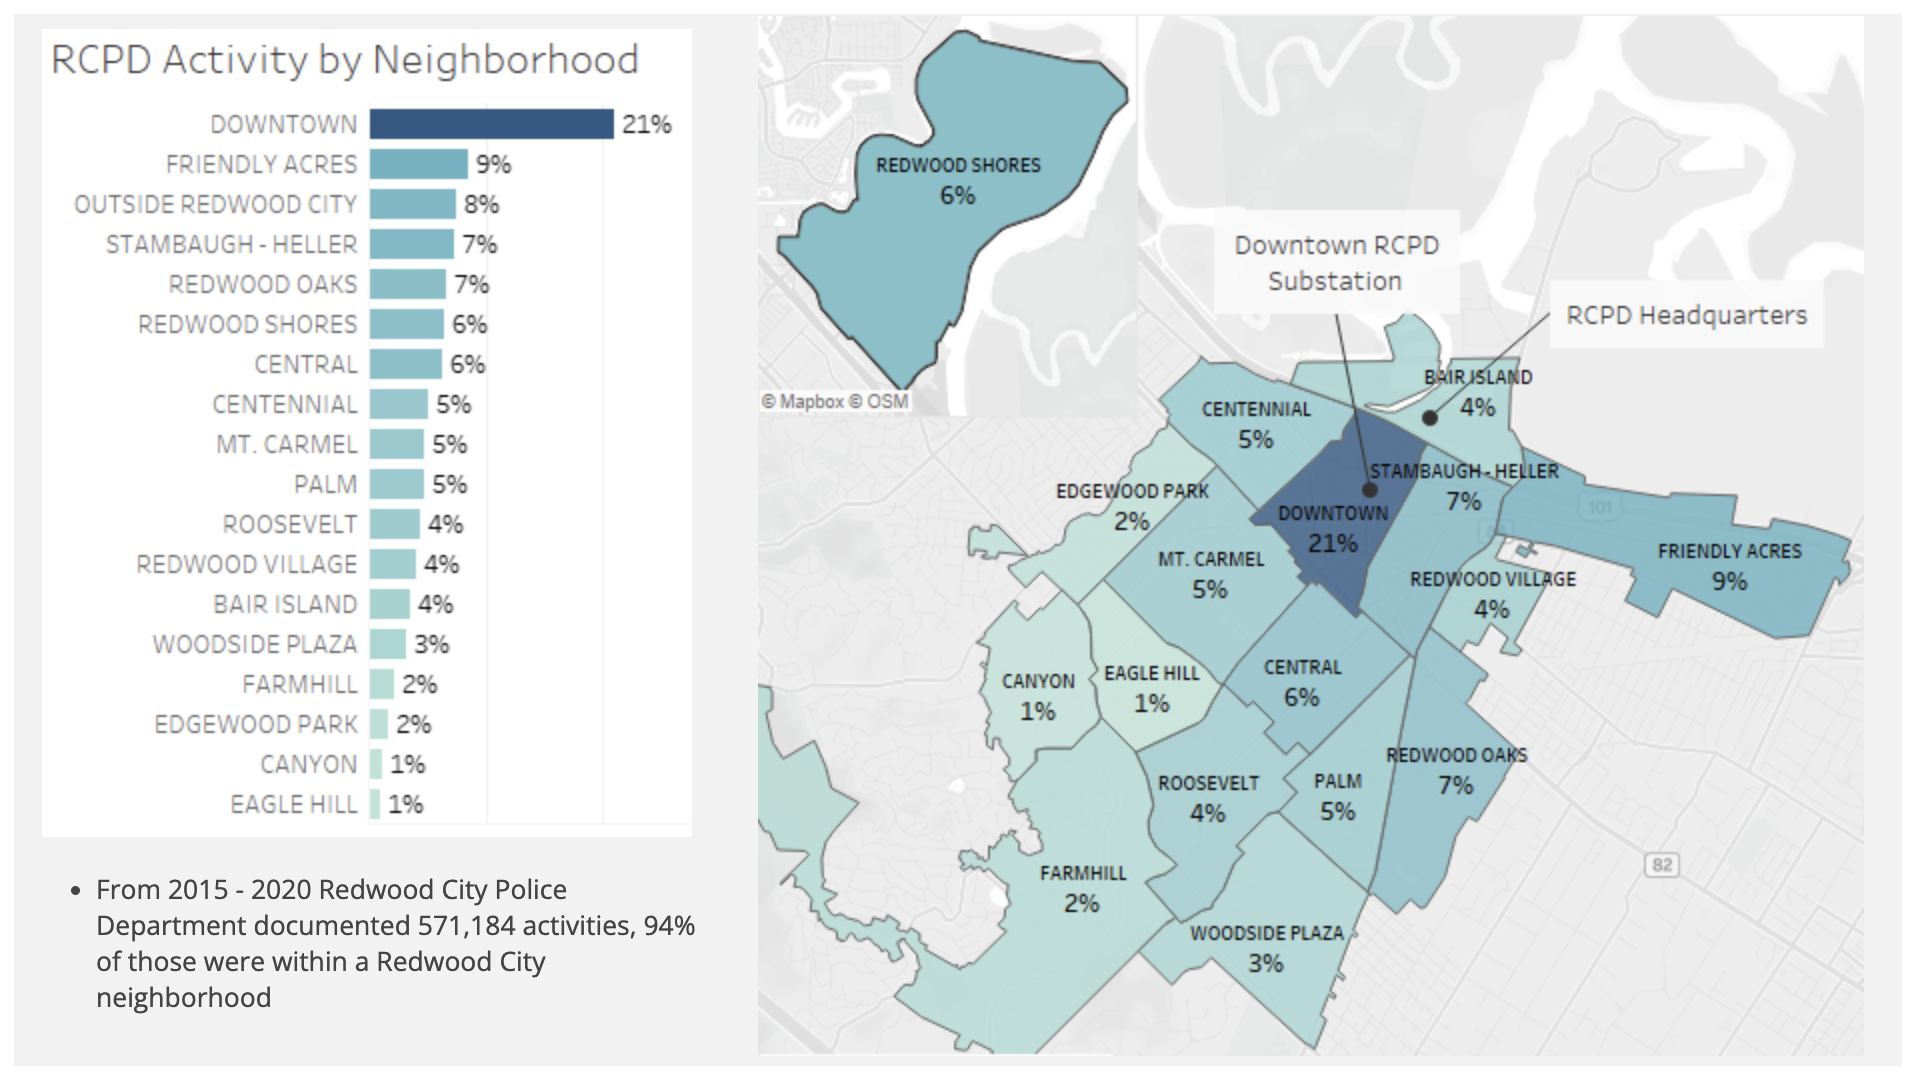 RCPD Activity by Neighborhood
DOWNTOWN 21%
FRIENDLY ACRES 9%
OUTSIDE REDWOOD CITY 8%
STAMBAUGH - HELLER 7%
REDWOOD OAKS 7%
REDWOOD SHORES 6%
CENTRAL 6%
CENTENNIAL 5%
MT. CARMEL 5%
PALM 5%
ROOSEVELT 4%
REDWOOD VILLAGE 4%
BAIR ISLAND 4%
WOODSIDE PLAZA 3%
FARMHILL 2%
EDGEWOOD PARK 2%
CANYON 1%
EAGLE HILL 1%
• From 2015 - 2020 Redwood City Police
Department documented 571,184 activities, 94%
of those were within a Redwood City
neighborhood
REDWOOD SHORES
6%
© Mapbox © OSM
Downtown RCPD
Substation
RCPD Headquarters
BAIR ISLAND
4%
CENTENNIAL
5%
STAMBAUGH - HELLER
7%
EDGEWOOD PARK
2%
DOWNTOWN
21%
101
MT. CARMEL
5%
REDWOOD VILLAGE
4%
FRIENDLY ACRES
9%
CANYON
1%
EAGLE HILL
1%
CENTRAL
6%
REDWOOD OAKS
7%
ROOSEVELT
4%
PALM
5%
82
FARMHILL
2%
WOODSIDE PLAZA
3%